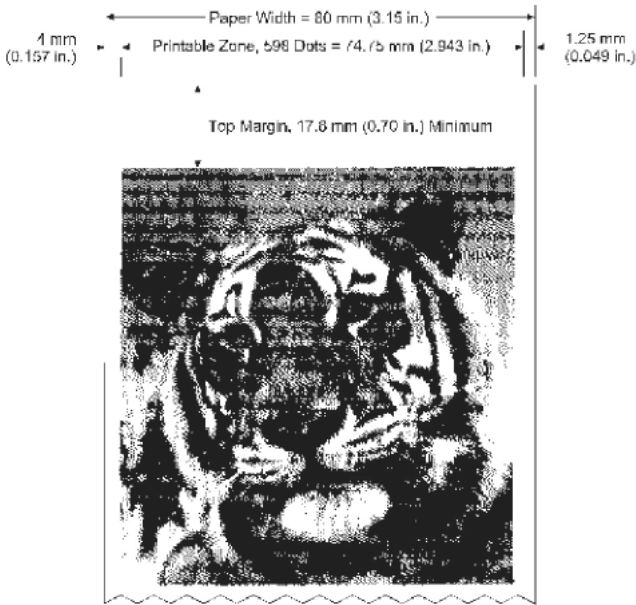 Paper Width = 80 mm (3.15 in.)
4 mm
(0.157 in.)
Printable Zone, 598 Dots = 74.75 mm (2.943 in.)
1.25 mm
(0.049 in.)
Top Margin, 17.8 mm (0.70 in.) Minimum